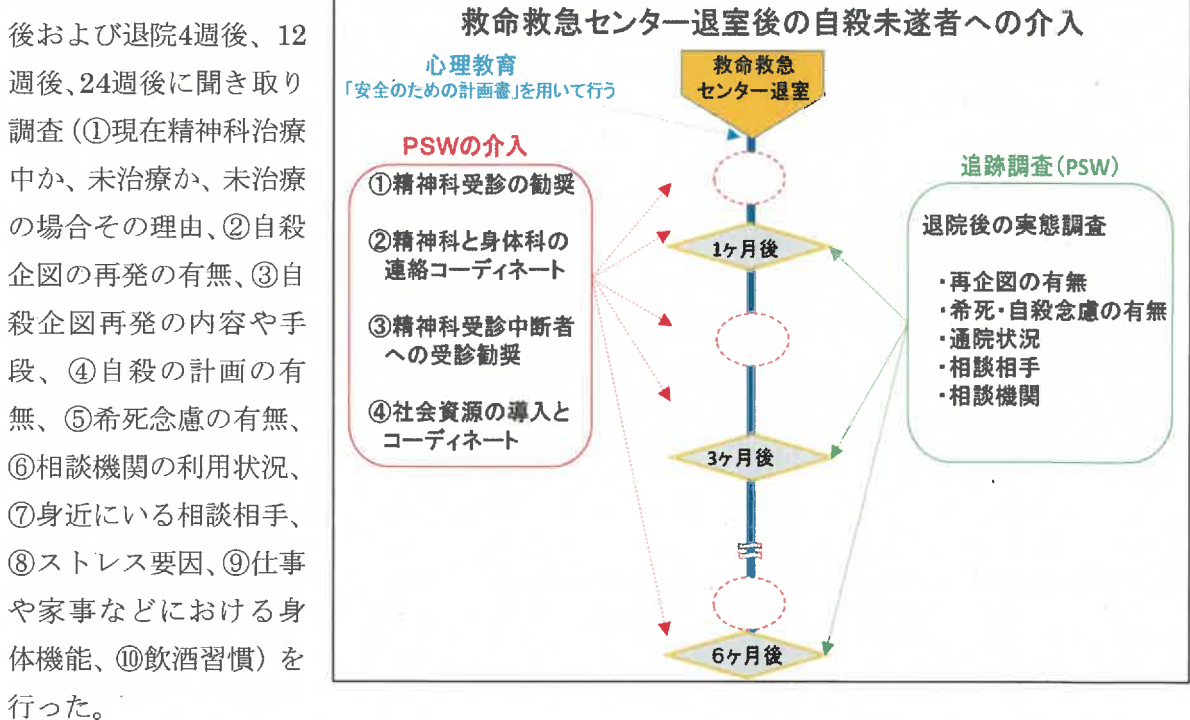 後および退院4週後、12
週後、24週後に聞き取り
調査（①現在精神科治療
中か、未治療か、未治療
の場合その理由、②自殺
企図の再発の有無、③自
殺企図再発の内容や手
段、④自殺の計画の有
無、⑤希死念慮の有無、
⑥相談機関の利用状況、
⑦身近にいる相談相手、
⑧ストレス要因、⑨仕事
や家事などにおける身
体機能、⑩飲酒習慣）を
行った。
救命救急センター退室後の自殺未遂者への介入
心理教育
「安全のための計画書」を用いて行う
救命救急
センター退室
PSWの介入
①精神科受診の勧奨
②精神科と身体科の
連絡コーディネート
③精神科受診中断者
への受診勧奨
④社会資源の導入と
コーディネート
1ヶ月後
3ヶ月後
6ヶ月後
追跡調査（PSW）
退院後の実態調査
・再企図の有無
・希死・自殺念慮の有無
・通院状況
・相談相手
・相談機関